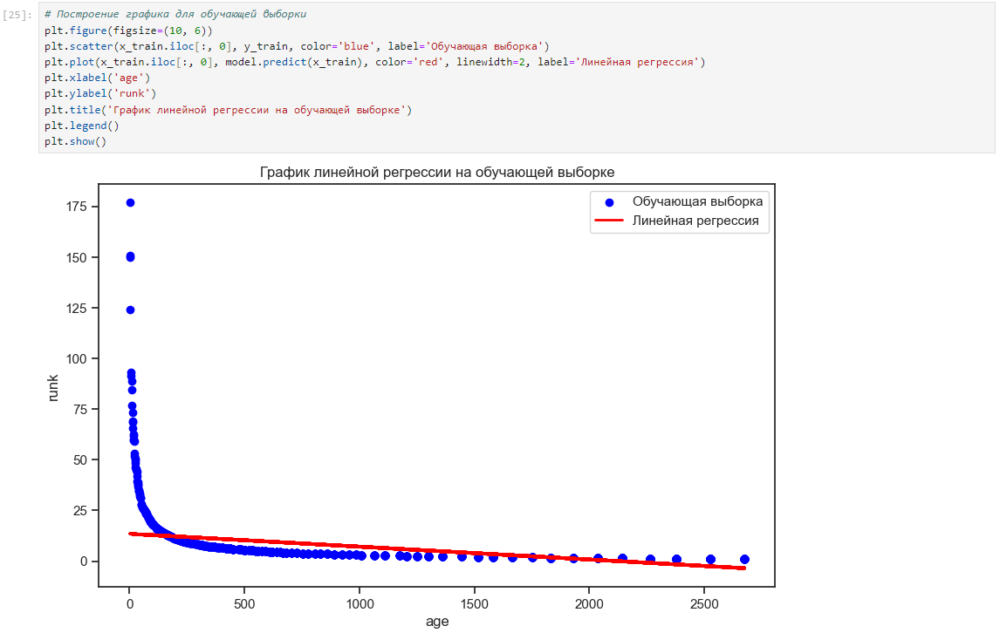 [25]:
# Построение графика для обучающей выборки
plt.figure(figsize=(10, 6))
plt.scatter(x_train.iloc[:, 0], y_train, color='blue', label='Обучающая выборка')
plt.plot(x_train.iloc[:, 0], model.predict(x_train), color='red', linewidth=2, label='Линейная регрессия')
plt.xlabel('age')
plt.ylabel('runk')
plt.title('График линейной регрессии на обучающей выборке')
plt.legend()
plt.show()
График линейной регрессии на обучающей выборке
Обучающая выборка
Линейная регрессия
175
150
125
100
75
50
25
0
runk
0 500 1000 1500 2000 2500
age